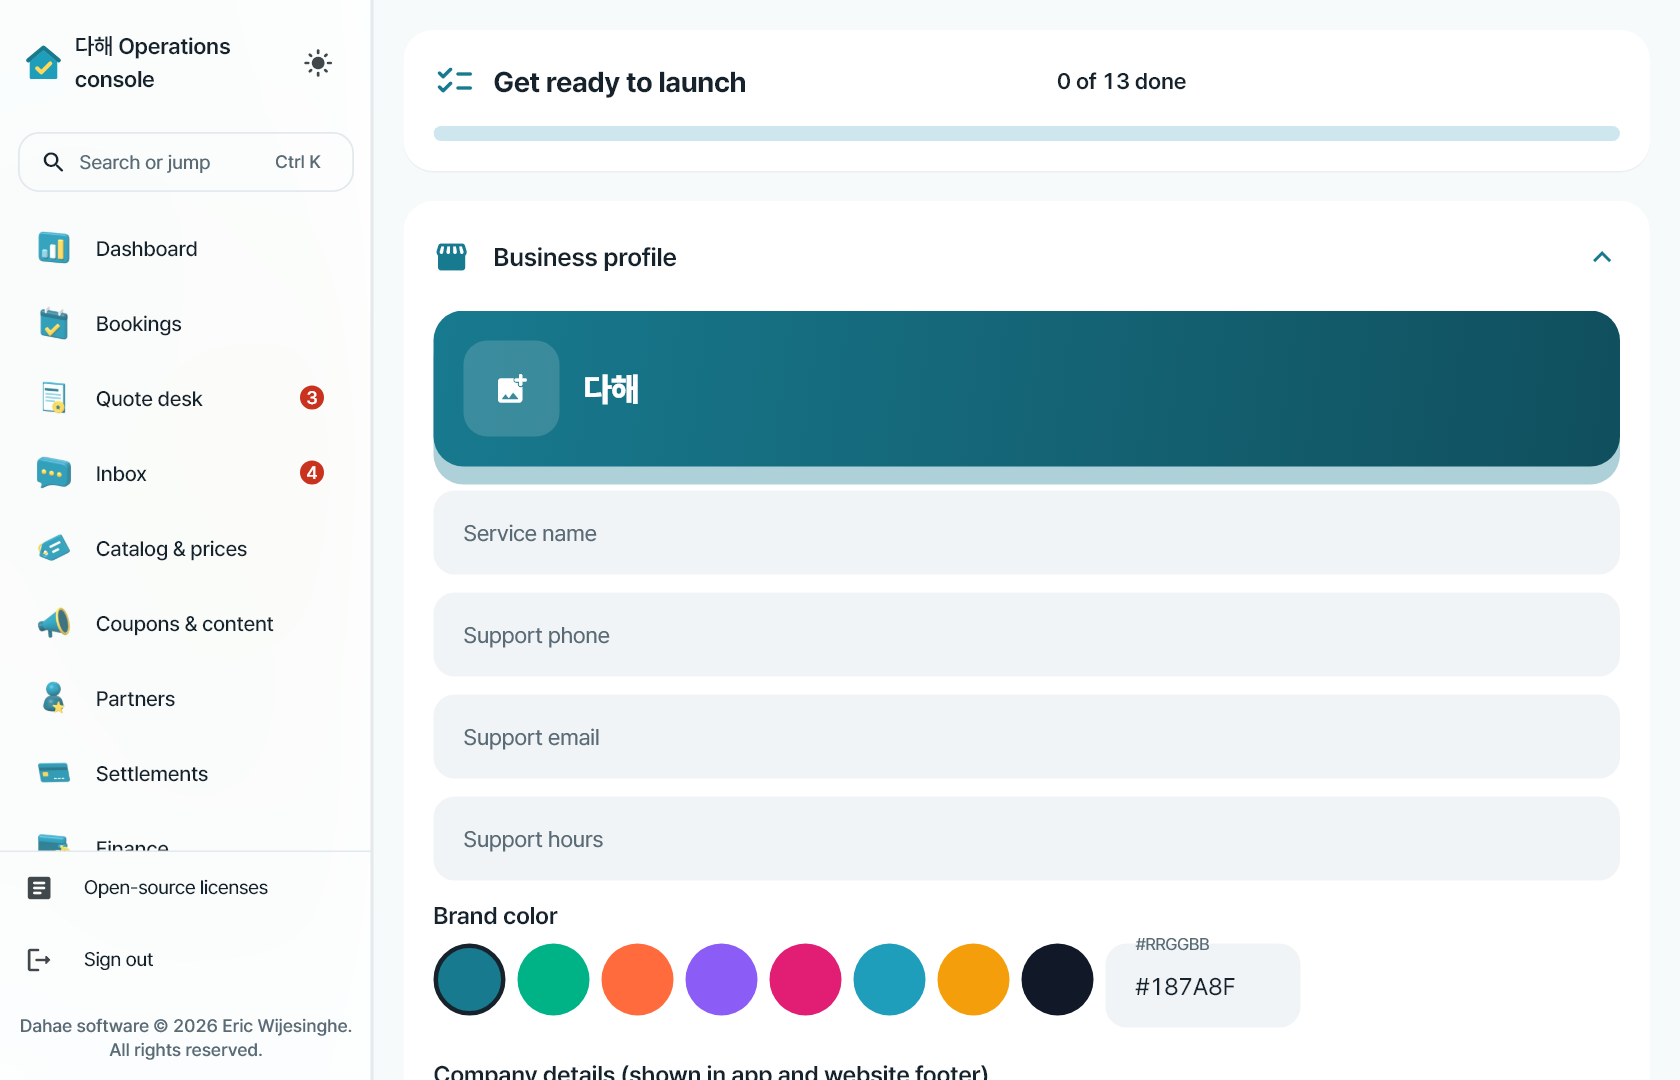 다해 Operations
console
Search or jump
Ctrl K
Dashboard
Bookings
Quote desk
3
Inbox
4
Catalog & prices
Coupons & content
Partners
Settlements
Finance
Open-source licenses
Sign out
Dahae software © 2026 Eric Wijesinghe.
All rights reserved.
Get ready to launch
0 of 13 done
Business profile
다해
Service name
Support phone
Support email
Support hours
Brand color
#RRGGBB
#187A8F
Company details (shown in app and website footer)